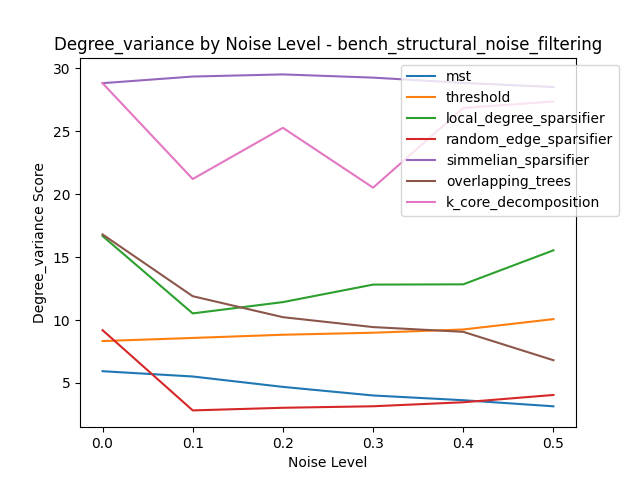 Degree_variance by Noise Level - bench_structural_noise_filtering
mst
threshold
local_degree_sparsifier
random_edge_sparsifier
simmelian_sparsifier
overlapping_trees
k_core_decomposition
Degree_variance Score
30
25
20
15
10
5
0.0 0.1 0.2 0.3 0.4 0.5
Noise Level